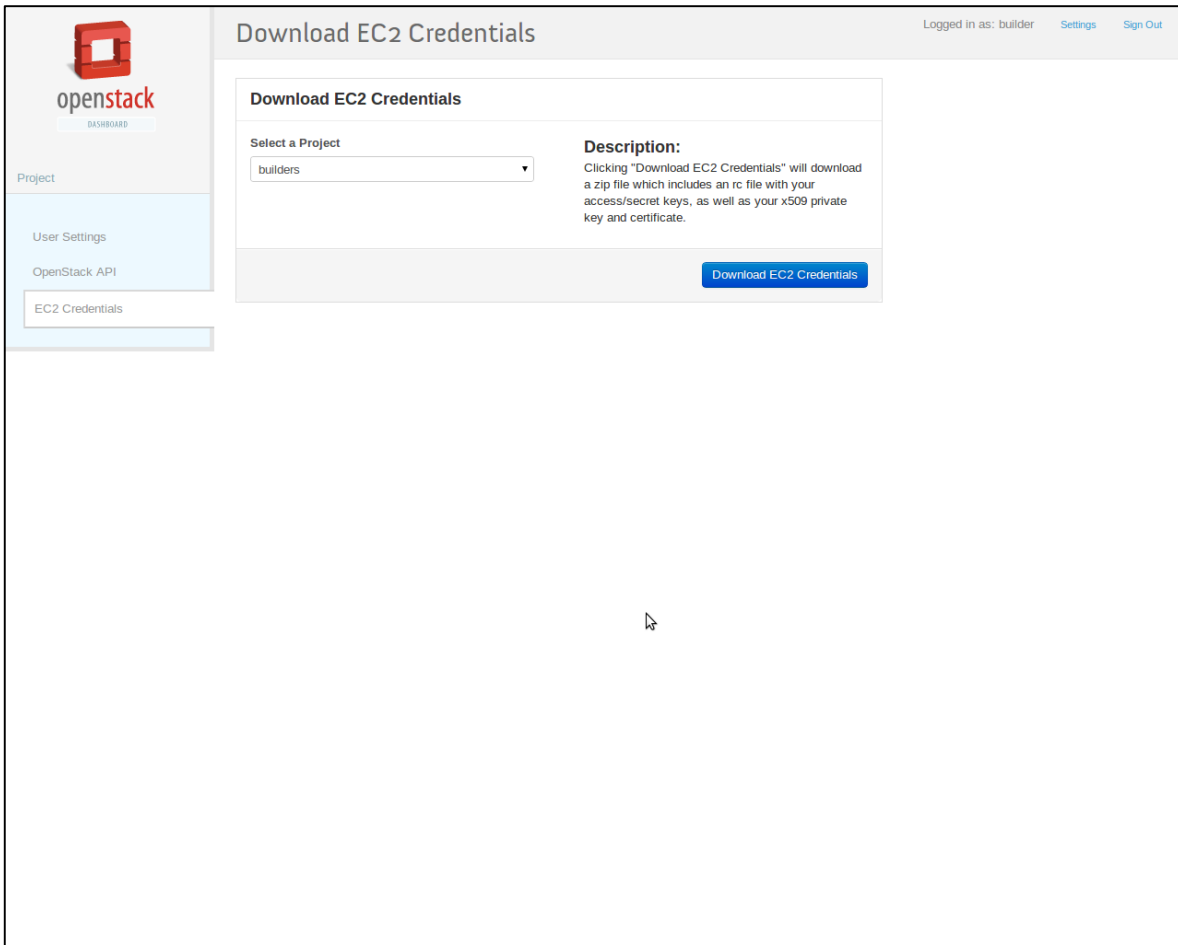 openstack
DASHBOARD
Project
User Settings
OpenStack API
EC2 Credentials
Download EC2 Credentials
Logged in as: builder Settings Sign Out
Download EC2 Credentials
Select a Project
builders
Description:
Clicking "Download EC2 Credentials" will download
a zip file which includes an rc file with your
access/secret keys, as well as your x509 private
key and certificate.
Download EC2 Credentials